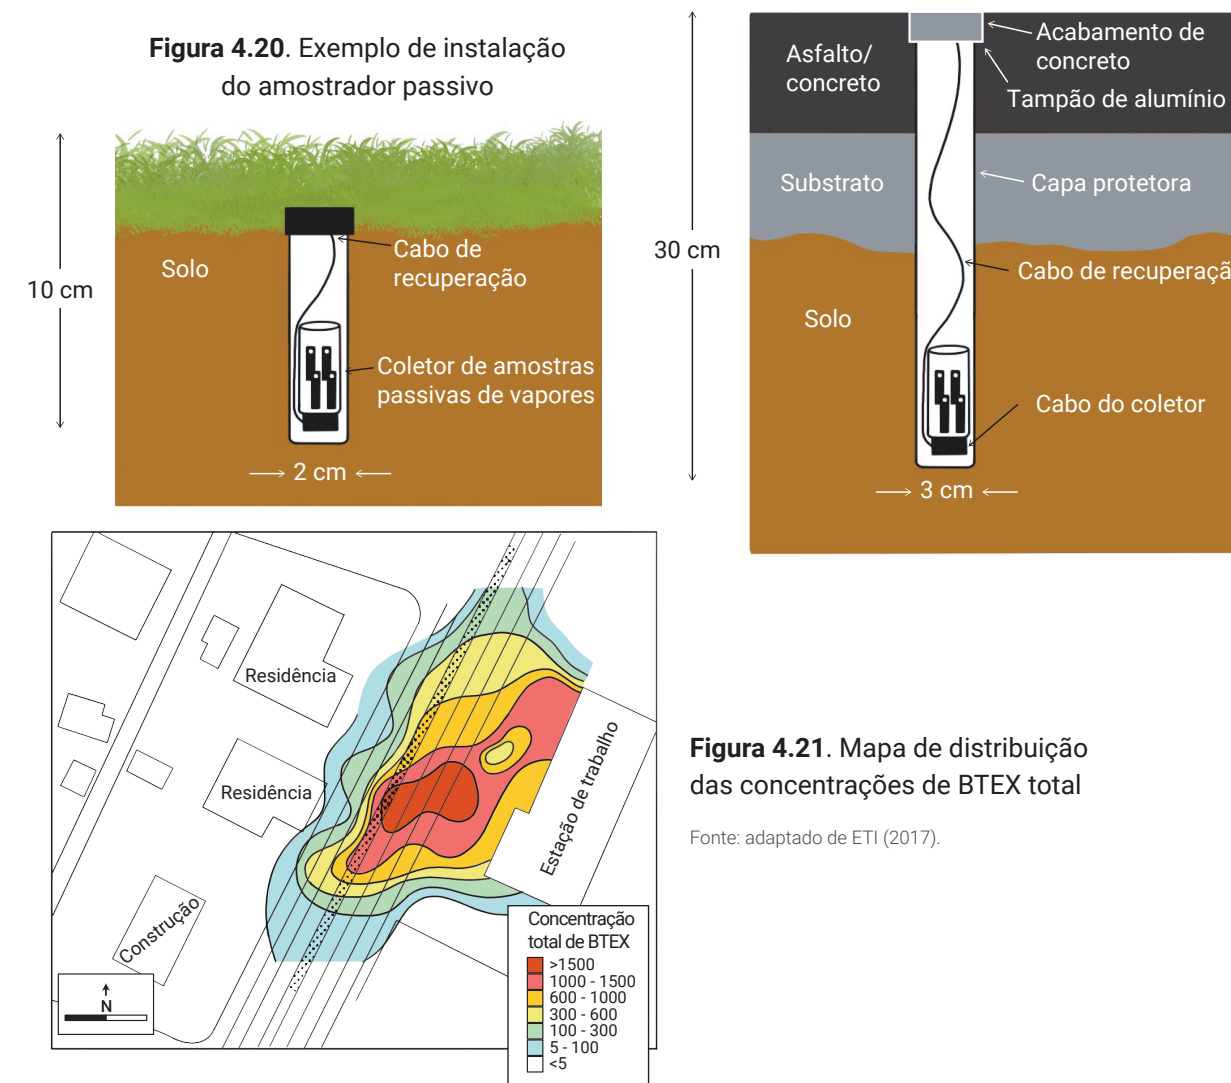 Figura 4.20. Exemplo de instalação
do amostrador passivo
10 cm
Solo
Cabo de
recuperação
Coletor de amostras
passivas de vapores
2 cm
30 cm
Asfalto/
concreto
Acabamento de
concreto
Tampão de alumínio
Substrato
Capa protetora
Cabo de recuperaçã
Solo
Cabo do coletor
3 cm
Residência
Residência
Construção
Estação de trabalho
N
Concentração
total de BTEX
>1500
1000 - 1500
600 - 1000
300 - 600
100 - 300
5 - 100
<5
Figura 4.21. Mapa de distribuição
das concentrações de BTEX total
Fonte: adaptado de ETI (2017).